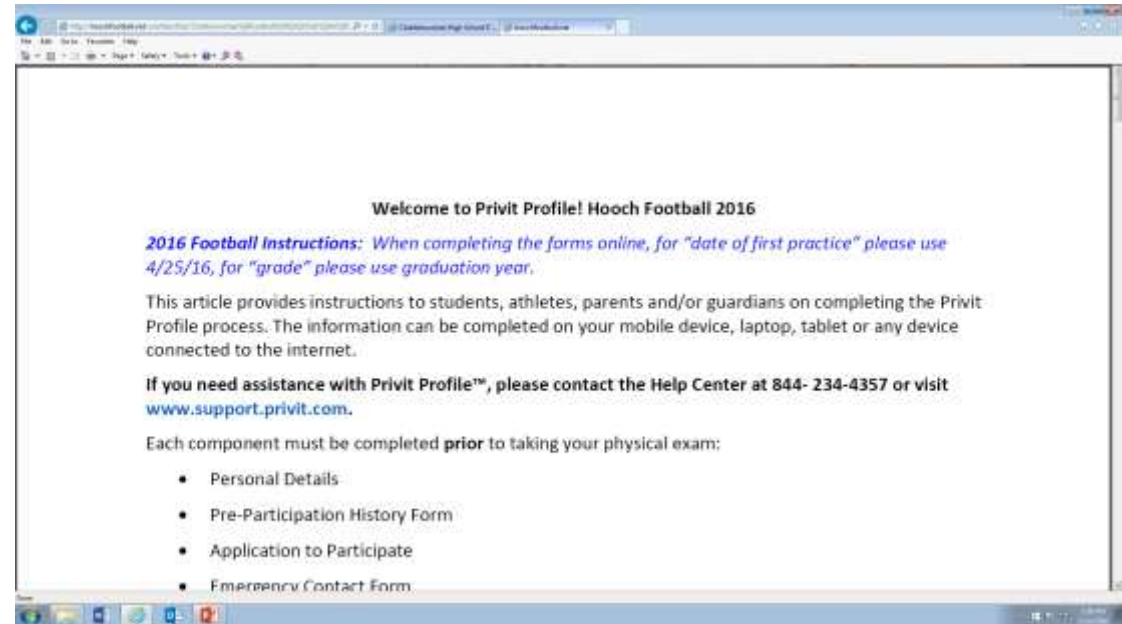 Welcome to Privit Profile! Hooch Football 2016
2016 Football Instructions: When completing the forms online, for "date of first practice" please use
4/25/16, for "grade" please use graduation year.
This article provides instructions to students, athletes, parents and/or guardians on completing the Privit
Profile process. The information can be completed on your mobile device, laptop, tablet or any device
connected to the internet.
If you need assistance with Privit Profile™, please contact the Help Center at 844- 234-4357 or visit
www.support.privit.com.
Each component must be completed prior to taking your physical exam:
• Personal Details
• Pre-Participation History Form
• Application to Participate
• Emergency Contact Form